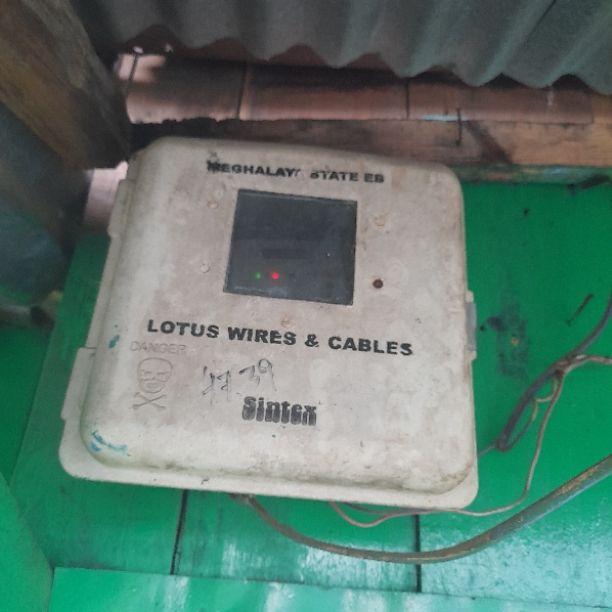 MEGHALAYA STATE EB
LOTUS WIRES & CABLES
DANGER
Sintex